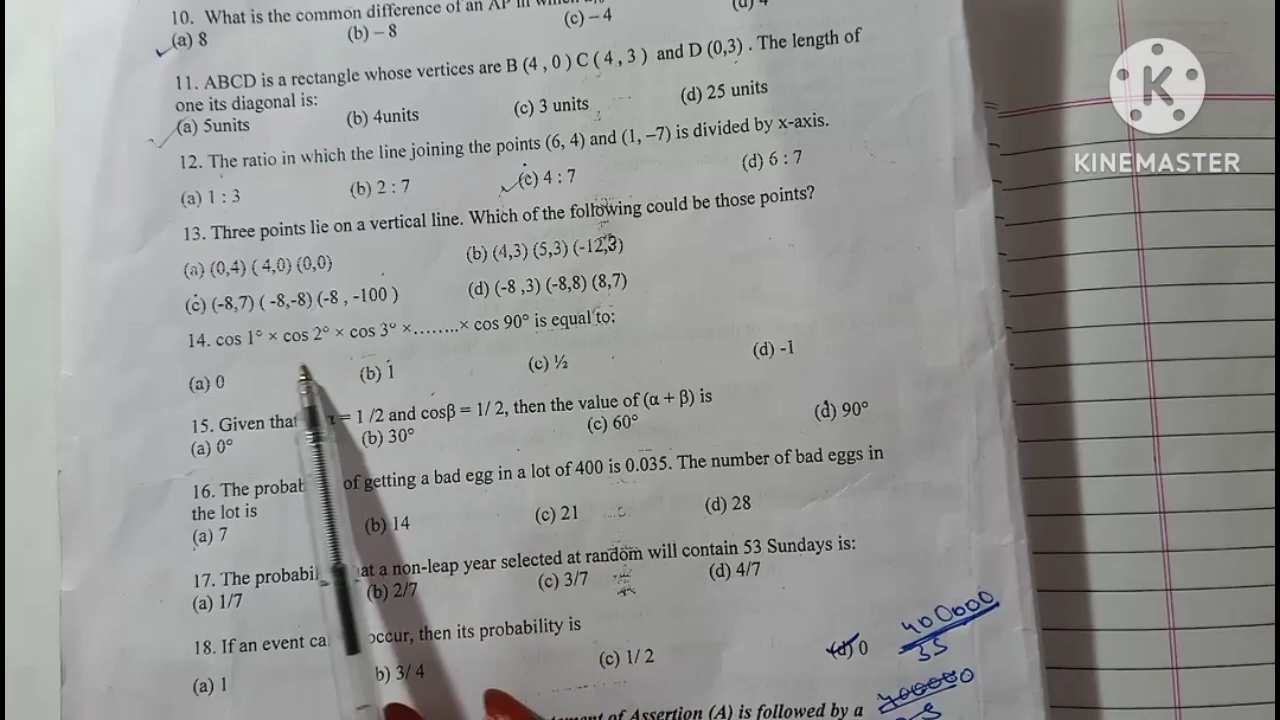 10. What is the common difference of an AP in
(a) 8 (b) – 8 (c) – 4 (d) 4
11. ABCD is a rectangle whose vertices are B (4 , 0 ) C ( 4 , 3 ) and D (0,3) . The length of
one its diagonal is:
(a) 5units (b) 4units (c) 3 units (d) 25 units
12. The ratio in which the line joining the points (6, 4) and (1, –7) is divided by x-axis.
(a) 1 : 3 (b) 2 : 7 (c) 4 : 7 (d) 6 : 7
13. Three points lie on a vertical line. Which of the following could be those points?
(a) (0,4) ( 4,0) (0,0) (b) (4,3) (5,3) (-12,3)
(c) (-8,7) ( -8,-8) (-8 , -100 ) (d) (-8 ,3) (-8,8) (8,7)
14. cos 1° × cos 2° × cos 3° ×……..× cos 90° is equal to:
(a) 0 (b) 1 (c) ½ (d) -1
15. Given that = 1 /2 and cosβ = 1/ 2, then the value of (α + β) is
(a) 0° (b) 30° (c) 60° (d) 90°
16. The of getting a bad egg in a lot of 400 is 0.035. The number of bad eggs in
the lot is
(a) 7 (b) 14 (c) 21 (d) 28
17. The a non-leap year selected at random will contain 53 Sundays is:
(a) 1/7 (b) 2/7 (c) 3/7 (d) 4/7
18. If an event occur, then its probability is
(a) 1 b) 3/ 4 (c) 1/ 2 (d) 0
400000
35
of Assertion (A) is followed by a
K
KINEMASTER